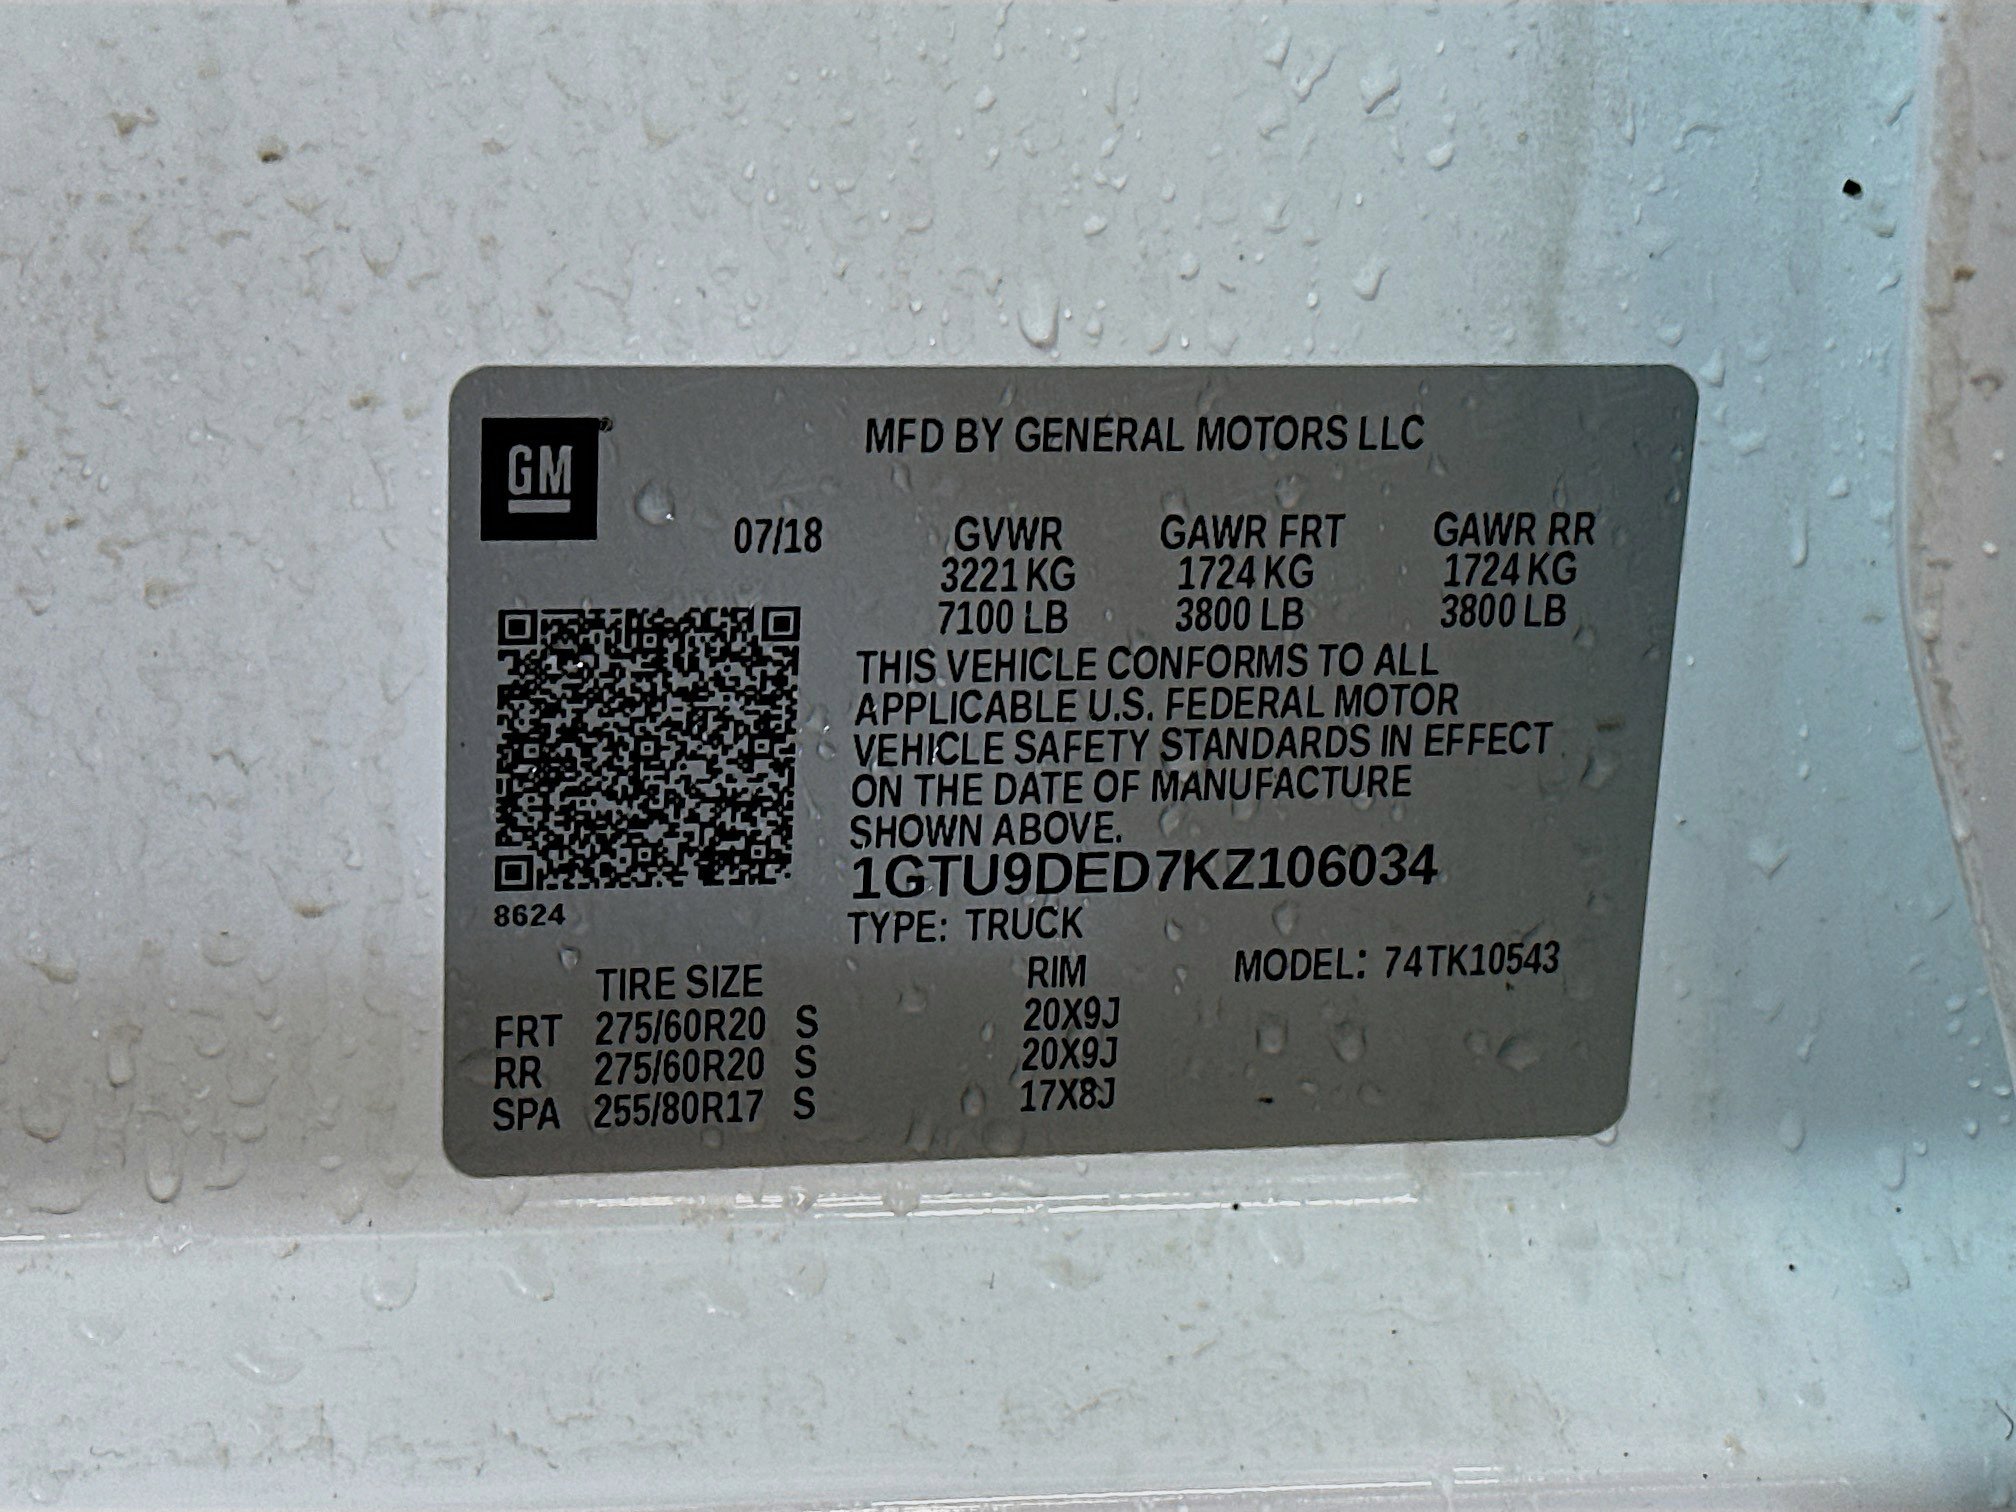 GM
MFD BY GENERAL MOTORS LLC
07/18 GVWR GAWR FRT GAWR RR
3221 KG 1724 KG 1724 KG
7100 LB 3800 LB 3800 LB
THIS VEHICLE CONFORMS TO ALL
APPLICABLE U.S. FEDERAL MOTOR
VEHICLE SAFETY STANDARDS IN EFFECT
ON THE DATE OF MANUFACTURE
SHOWN ABOVE.
1GTU9DED7KZ106034
8624
TYPE: TRUCK
TIRE SIZE RIM MODEL: 74TK10543
FRT 275/60R20 S 20X9J
RR 275/60R20 S 20X9J
SPA 255/80R17 S 17X8J